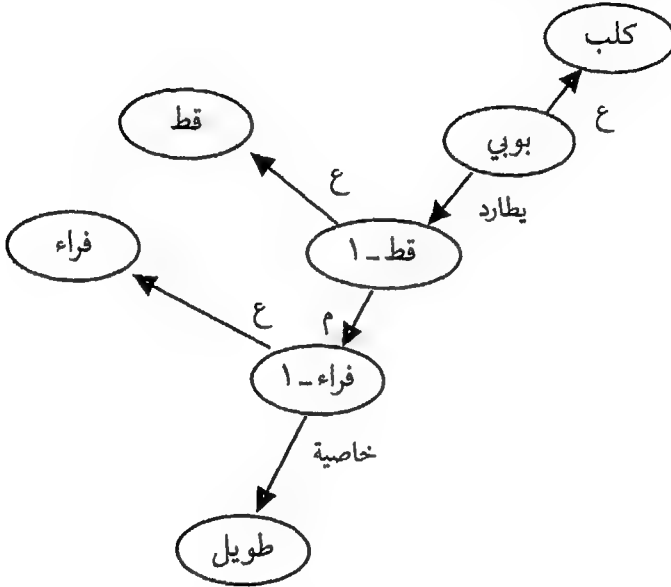 كلب
ع
قط
بوبي
ع
يطارد
فراء
قط - ١
ع
م
فراء - ١
خاصية
طويل